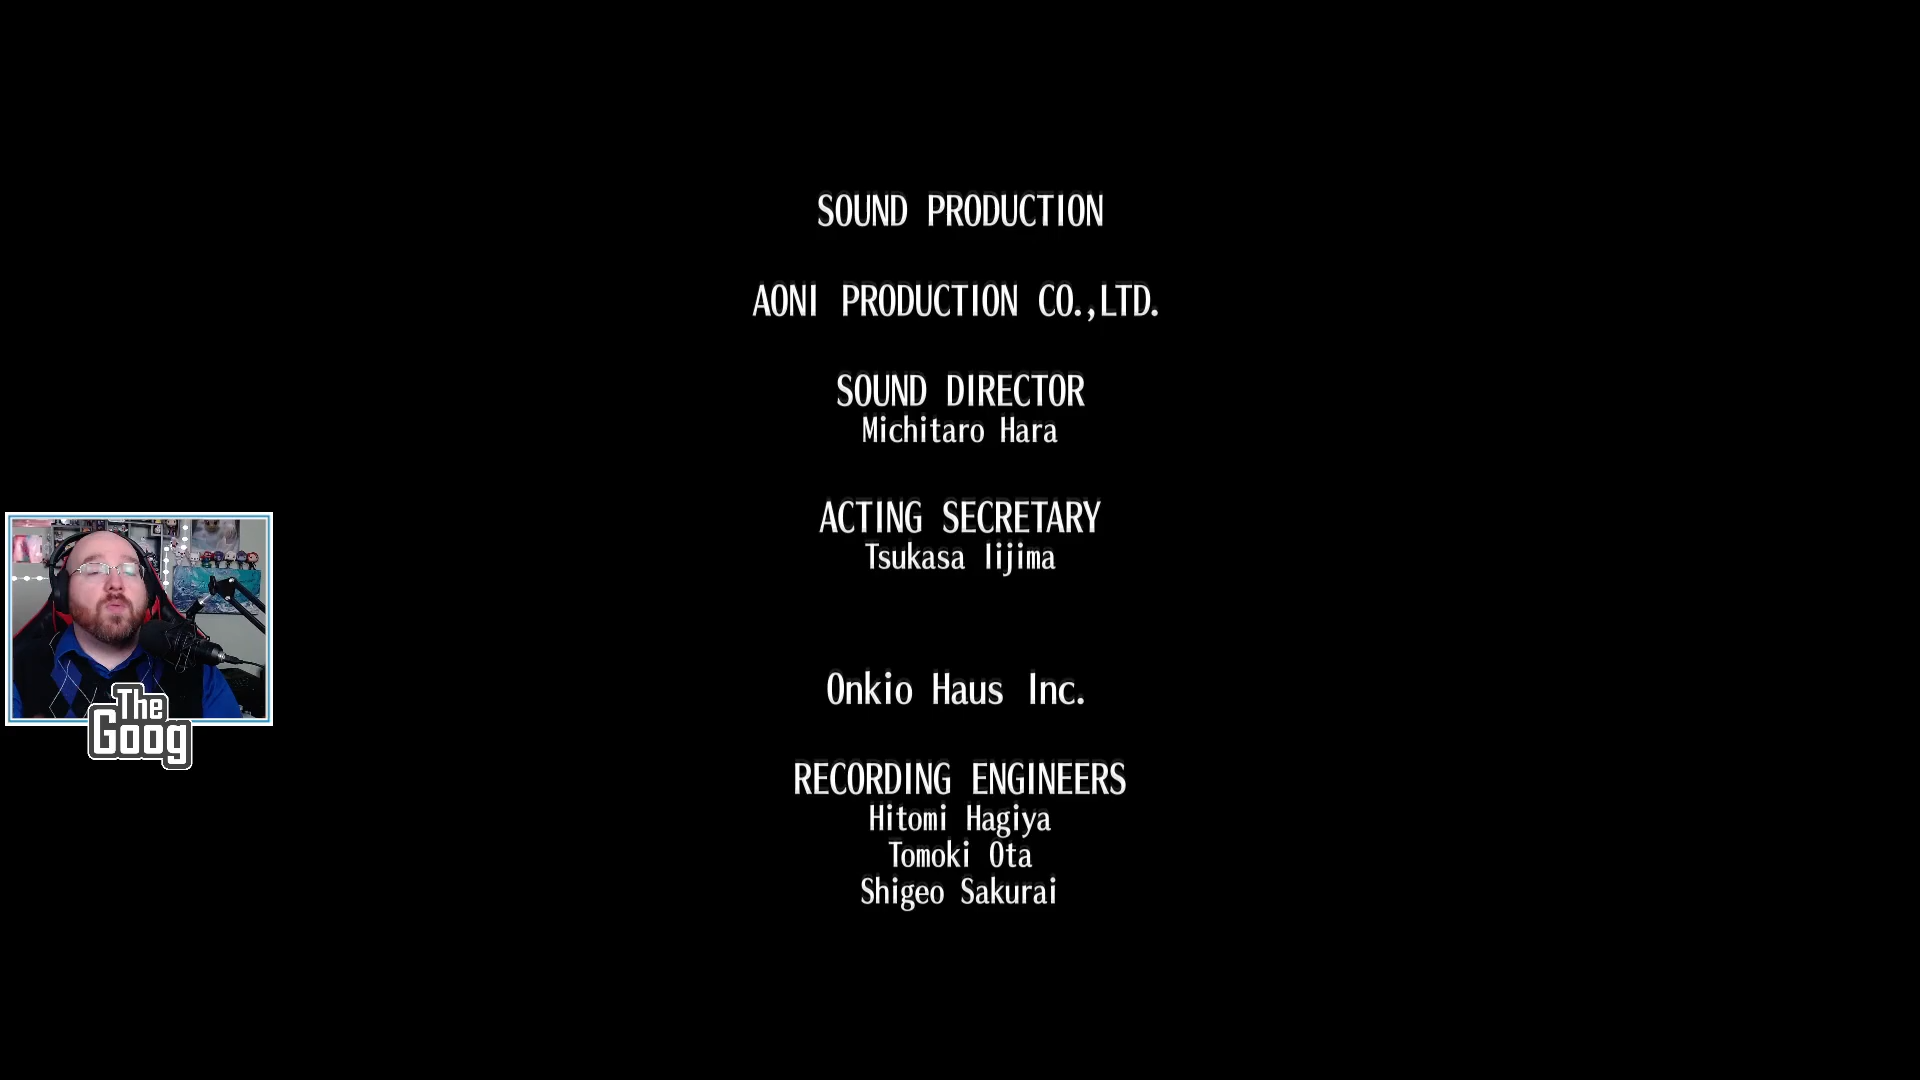 SOUND PRODUCTION
AONI PRODUCTION CO.,LTD.
SOUND DIRECTOR
Michitaro Hara
ACTING SECRETARY
Tsukasa Iijima
Onkio Haus Inc.
RECORDING ENGINEERS
Hitomi Hagiya
Tomoki Ota
Shigeo Sakurai
The
Goog